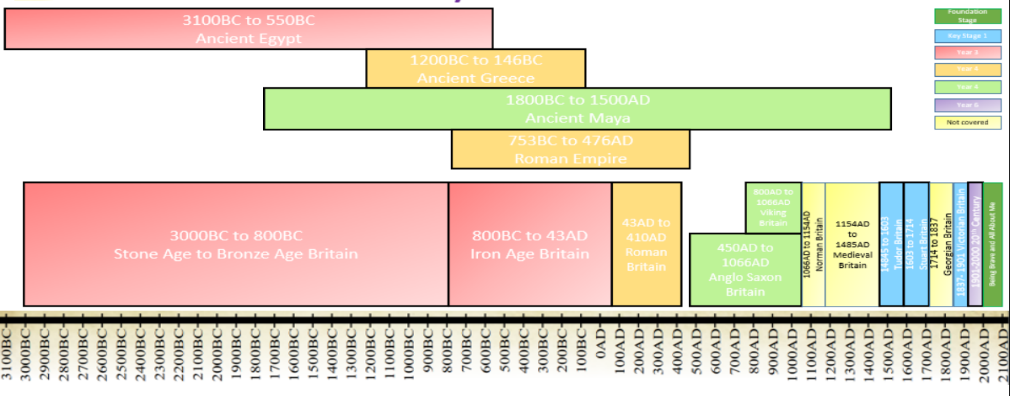 3100BC to 550BC
Ancient Egypt
1200BC to 146BC
Ancient Greece
1800BC to 1500AD
Ancient Maya
753BC to 476AD
Roman Empire
Foundation
Stage
Key Stage 1
Year 3
Year 4
Year 6
Not covered
3000BC to 800BC
Stone Age to Bronze Age Britain
800BC to 43AD
Iron Age Britain
43AD to
410AD
Roman
Britain
800AD to
1066AD
Viking
Britain
450AD to
1066AD
Anglo Saxon
Britain
1066AD to 1154AD
Norman Britain
1154AD
to
1485AD
Medieval
Britain
14845 to 1603
Tudor Britain
1603 to 1714
Stuart Britain
1714 to 1837
Georgian Britain
1837- 1901 Victorian Britain
1901-2000 20th Century
Being Brave and All About Me
3100BC
3000BC
2900BC
2800BC
2700BC
2600BC
2500BC
2400BC
2300BC
2200BC
2100BC
2000BC
1900BC
1800BC
1700BC
1600BC
1500BC
1400BC
1300BC
1200BC
1100BC
1000BC
900BC
800BC
700BC
600BC
500BC
400BC
300BC
200BC
100BC
0AD
100AD
200AD
300AD
400AD
500AD
600AD
700AD
800AD
900AD
1000AD
1100AD
1200AD
1300AD
1400AD
1500AD
1600AD
1700AD
1800AD
1900AD
2000AD
2100AD